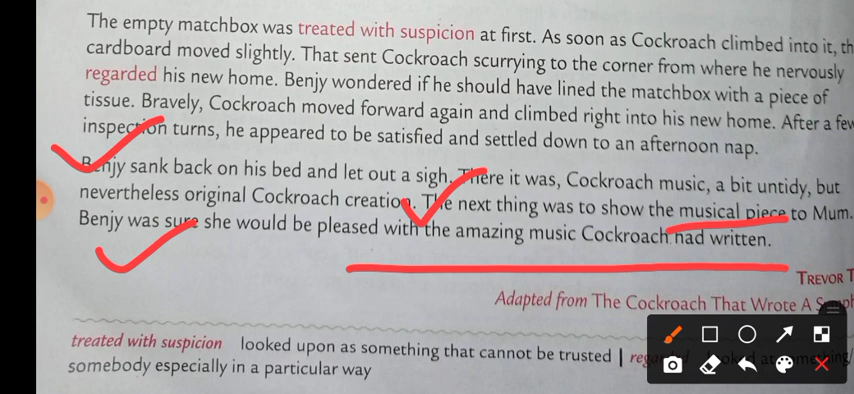 The empty matchbox was treated with suspicion at first. As soon as Cockroach climbed into it, th
cardboard moved slightly. That sent Cockroach scurrying to the corner from where he nervously
regarded his new home. Benjy wondered if he should have lined the matchbox with a piece of
tissue. Bravely, Cockroach moved forward again and climbed right into his new home. After a few
inspection turns, he appeared to be satisfied and settled down to an afternoon nap.
Benjy sank back on his bed and let out a sigh. There it was, Cockroach music, a bit untidy, but
nevertheless original Cockroach creation. The next thing was to show the musical piece to Mum.
Benjy was sure she would be pleased with the amazing music Cockroach had written.
TREVOR T
Adapted from The Cockroach That Wrote A
treated with suspicion looked upon as something that cannot be trusted |
somebody especially in a particular way